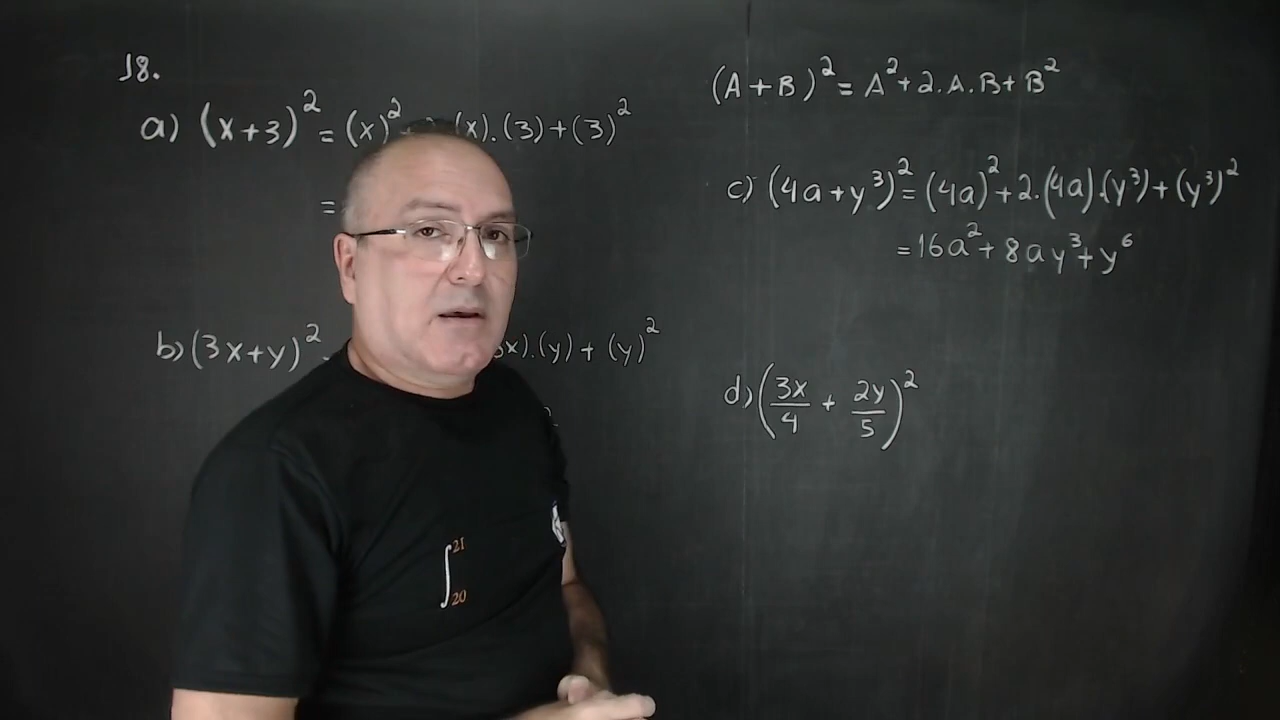 18.
a) (x+3)² = (x)² (x).(3)+(3)²
=
b) (3x+y)² x).(y)+(y)²
(A+B)² = A²+2.A.B+B²
c) (4a+y³)² = (4a)²+2.(4a).(y³)+(y³)²
= 16a²+8ay³+y⁶
d) (3x/4 + 2y/5)²
∫ 21
20